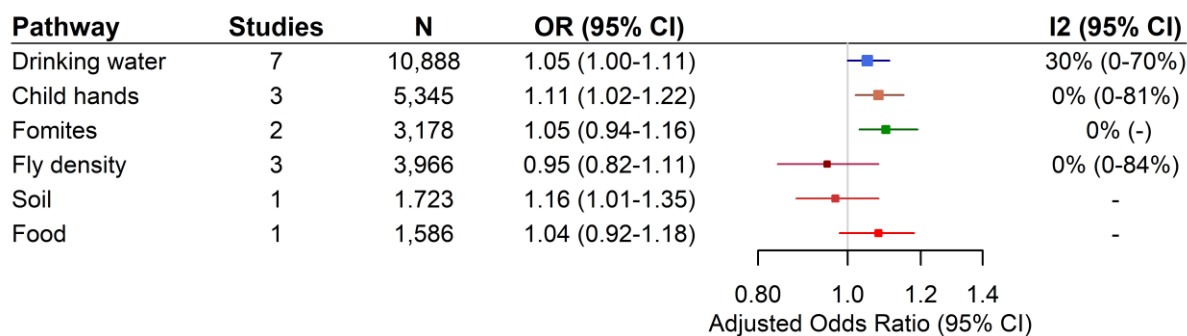 Pathway Studies N OR (95% CI) I2 (95% CI)
Drinking water 7 10,888 1.05 (1.00-1.11) 30% (0-70%)
Child hands 3 5,345 1.11 (1.02-1.22) 0% (0-81%)
Fomites 2 3,178 1.05 (0.94-1.16) 0% (-)
Fly density 3 3,966 0.95 (0.82-1.11) 0% (0-84%)
Soil 1 1.723 1.16 (1.01-1.35) -
Food 1 1,586 1.04 (0.92-1.18) -
0.80 1.0 1.2 1.4
Adjusted Odds Ratio (95% CI)